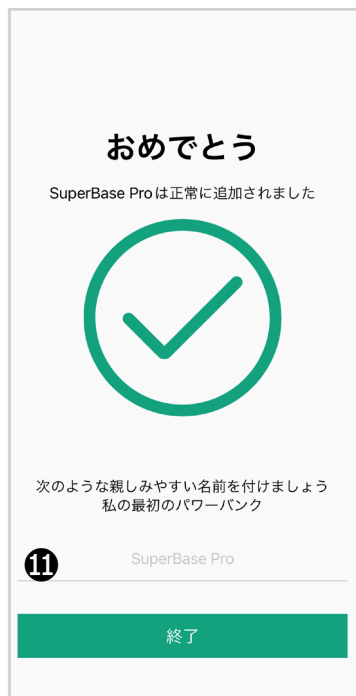 おめでとう
SuperBase Proは正常に追加されました
次のような親しみやすい名前を付けましょう
私の最初のパワーバンク
⓫ SuperBase Pro
終了